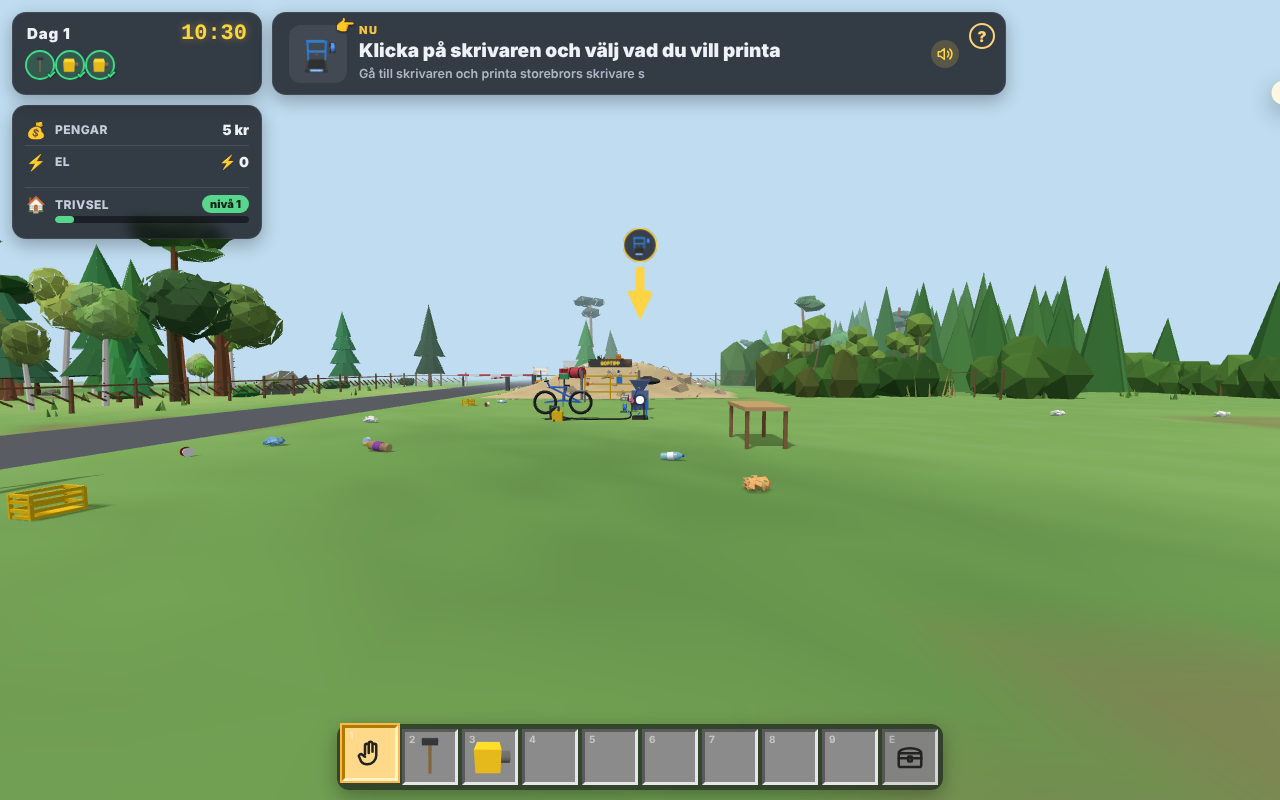 Dag 1
10:30
NU
Klicka på skrivaren och välj vad du vill printa
Gå till skrivaren och printa storebrors skrivare s
?
PENGAR
5 kr
EL
0
TRIVSEL
nivå 1
1
2
3
4
5
6
7
8
9
E